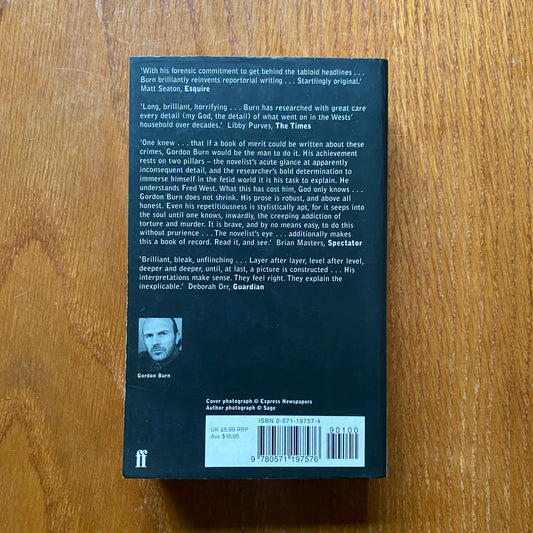 ‘With his forensic commitment to get behind the tabloid headlines . . .
Burn brilliantly reinvents reportorial writing . . . Startlingly original.’
Matt Seaton, Esquire
‘Long, brilliant, horrifying . . . Burn has researched with great care
every detail (my God, the detail) of what went on in the Wests’
household over decades.’ Libby Purves, The Times
‘One knew . . . that if a book of merit could be written about these
crimes, Gordon Burn would be the man to do it. His achievement
rests on two pillars – the novelist’s acute glance at apparently
inconsequent detail, and the researcher’s bold determination to
immerse himself in the fetid world it is his task to explain. He
understands Fred West. What this has cost him, God only knows . . .
Gordon Burn does not shrink. His prose is robust, and above all
honest. Even his repetitiousness is stylistically apt, for it seeps into
the soul until one knows, inwardly, the creeping addiction of
torture and murder. It is brave, and by no means easy, to do this
without prurience . . . The novelist’s eye . . . additionally makes
this a book of record. Read it, and see.’ Brian Masters, Spectator
‘Brilliant, bleak, unflinching . . . Layer after layer, level after level,
deeper and deeper, until, at last, a picture is constructed . . . His
interpretations make sense. They feel right. They explain the
inexplicable.’ Deborah Orr, Guardian
Gordon Burn
Cover photograph © Express Newspapers
Author photograph © Sage
UK £5.99 RRP
Aus $16.95
ISBN 0-571-19757-4
90100
9 780571 197576
ff